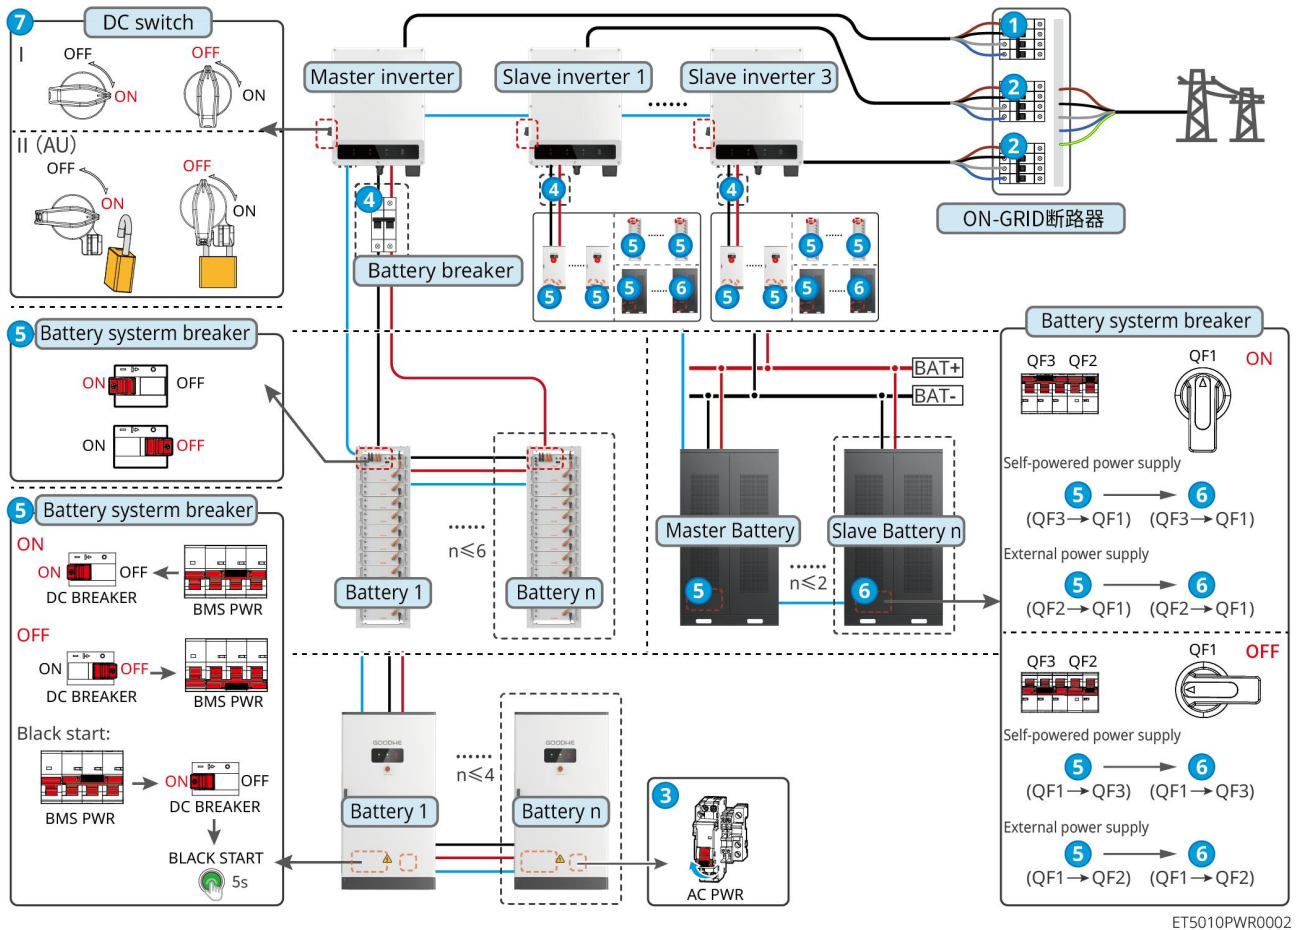 7
DC switch
I
OFF
ON
OFF
ON
II (AU)
OFF
ON
OFF
ON
Master inverter
Slave inverter 1
Slave inverter 3
......
1
2
2
ON-GRID断路器
4
4
4
Battery breaker
5
......
5
5
......
5
5
......
6
5
......
5
5
......
5
5
......
6
5
Battery systerm breaker
ON
OFF
ON
OFF
5
Battery systerm breaker
ON
ON
OFF
DC BREAKER
BMS PWR
OFF
ON
OFF
DC BREAKER
BMS PWR
Black start:
BMS PWR
ON
OFF
DC BREAKER
BLACK START
5s
......
n≤6
Battery 1
Battery n
BAT+
BAT-
Master Battery
Slave Battery n
......
n≤2
5
6
GOODWE
GOODWE
......
n≤4
Battery 1
Battery n
3
AC PWR
Battery systerm breaker
QF3 QF2
QF1
ON
Self-powered power supply
5 → 6
(QF3→QF1) (QF3→QF1)
External power supply
5 → 6
(QF2→QF1) (QF2→QF1)
QF3 QF2
QF1
OFF
Self-powered power supply
5 → 6
(QF1→QF3) (QF1→QF3)
External power supply
5 → 6
(QF1→QF2) (QF1→QF2)
ET5010PWR0002